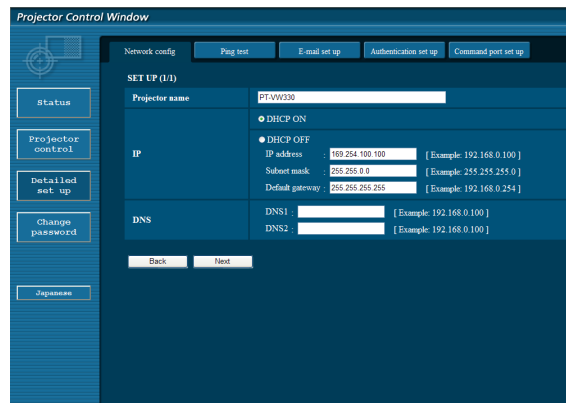 Projector Control Window
Network config
Ping test
E-mail set up
Authentication set up
Command port set up
SET UP (1/1)
Status
Projector name
PT-VW330
DHCP ON
Projector control
IP
DHCP OFF
IP address : 169.254.100.100 [ Example: 192.168.0.100 ]
Subnet mask : 255.255.0.0 [ Example: 255.255.255.0 ]
Default gateway : 255.255.255.255 [ Example: 192.168.0.254 ]
Detailed set up
DNS
DNS1 : [ Example: 192.168.0.100 ]
DNS2 : [ Example: 192.168.0.100 ]
Change password
Back
Next
Japanese